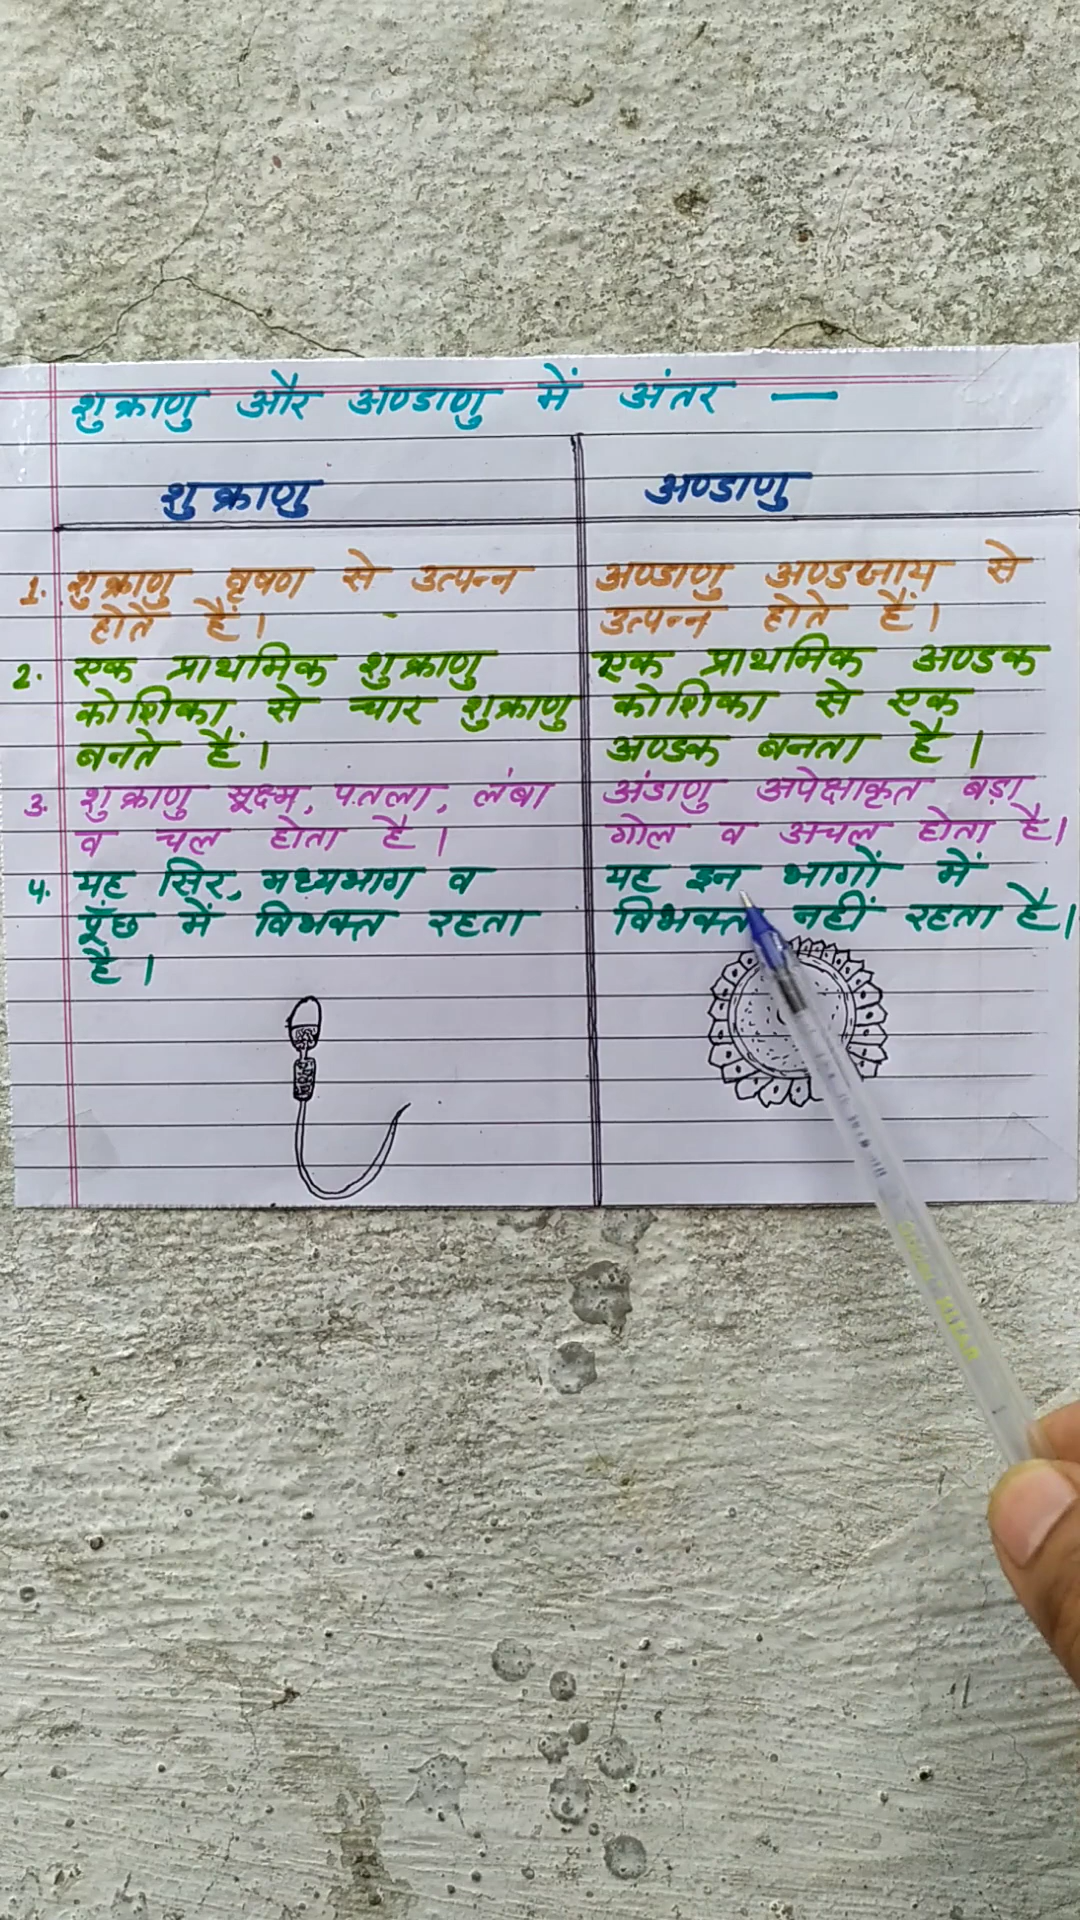 शुक्राणु और अण्डाणु में अंतर —
शुक्राणु
अण्डाणु
1. शुक्राणु वृषण से उत्पन्न
होते हैं।
अण्डाणु अण्डाशय से
उत्पन्न होते हैं।
2. एक प्राथमिक शुक्राणु
कोशिका से चार शुक्राणु
बनते हैं।
एक प्राथमिक अण्डक
कोशिका से एक
अण्डक बनता है।
3. शुक्राणु सूक्ष्म, पतला, लंबा
व चल होता है।
अंडाणु अपेक्षाकृत बड़ा
गोल व अचल होता है।
4. यह सिर, मध्यभाग व
पूँछ में विभक्त रहता
है।
यह इन भागों में
विभक्त नहीं रहता है।